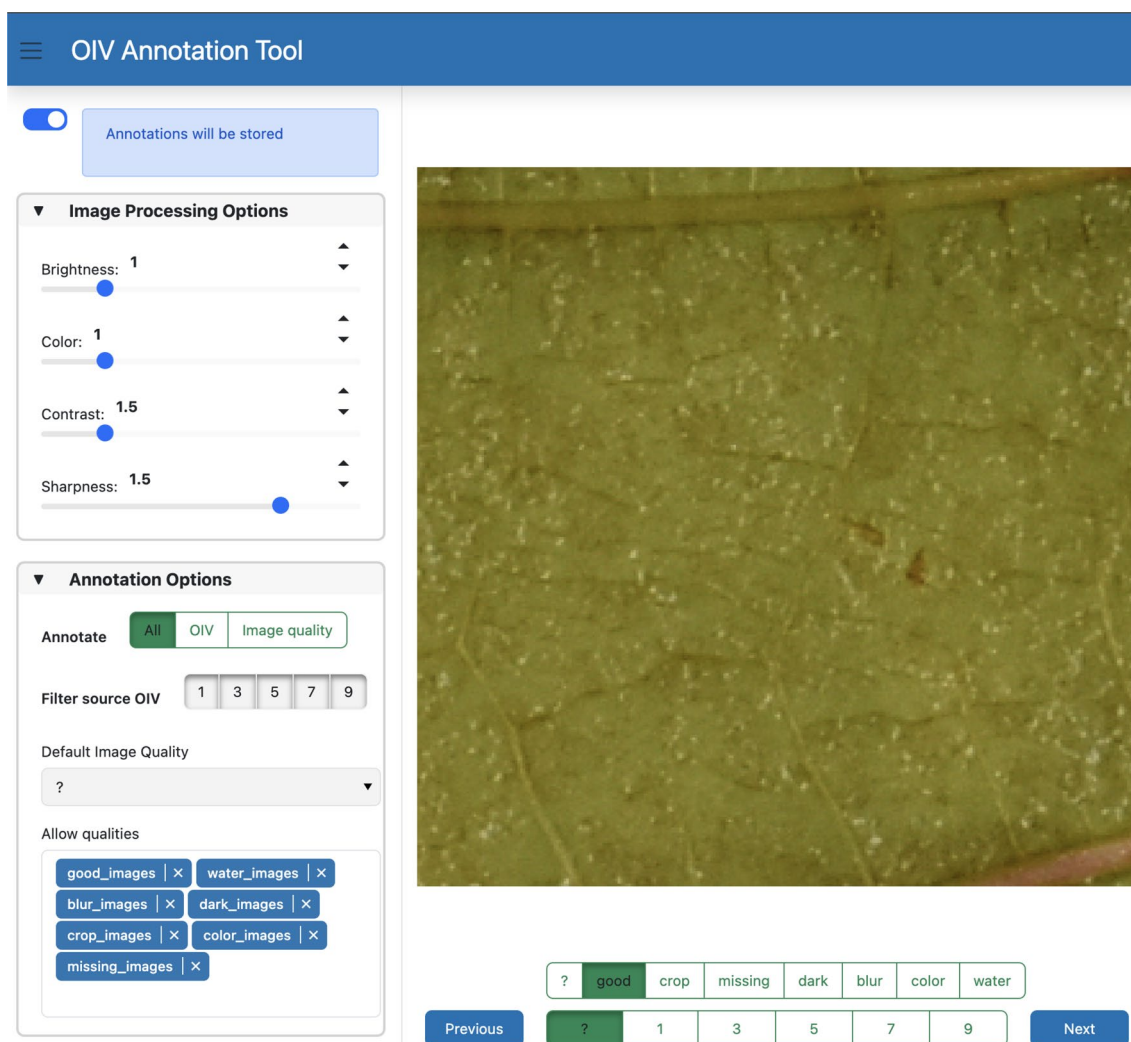 OIV Annotation Tool
Annotations will be stored
▼ Image Processing Options
Brightness: 1
Color: 1
Contrast: 1.5
Sharpness: 1.5
▼ Annotation Options
Annotate All OIV Image quality
Filter source OIV 1 3 5 7 9
Default Image Quality
?
Allow qualities
good_images | × water_images | ×
blur_images | × dark_images | ×
crop_images | × color_images | ×
missing_images | ×
? good crop missing dark blur color water
Previous ? 1 3 5 7 9 Next